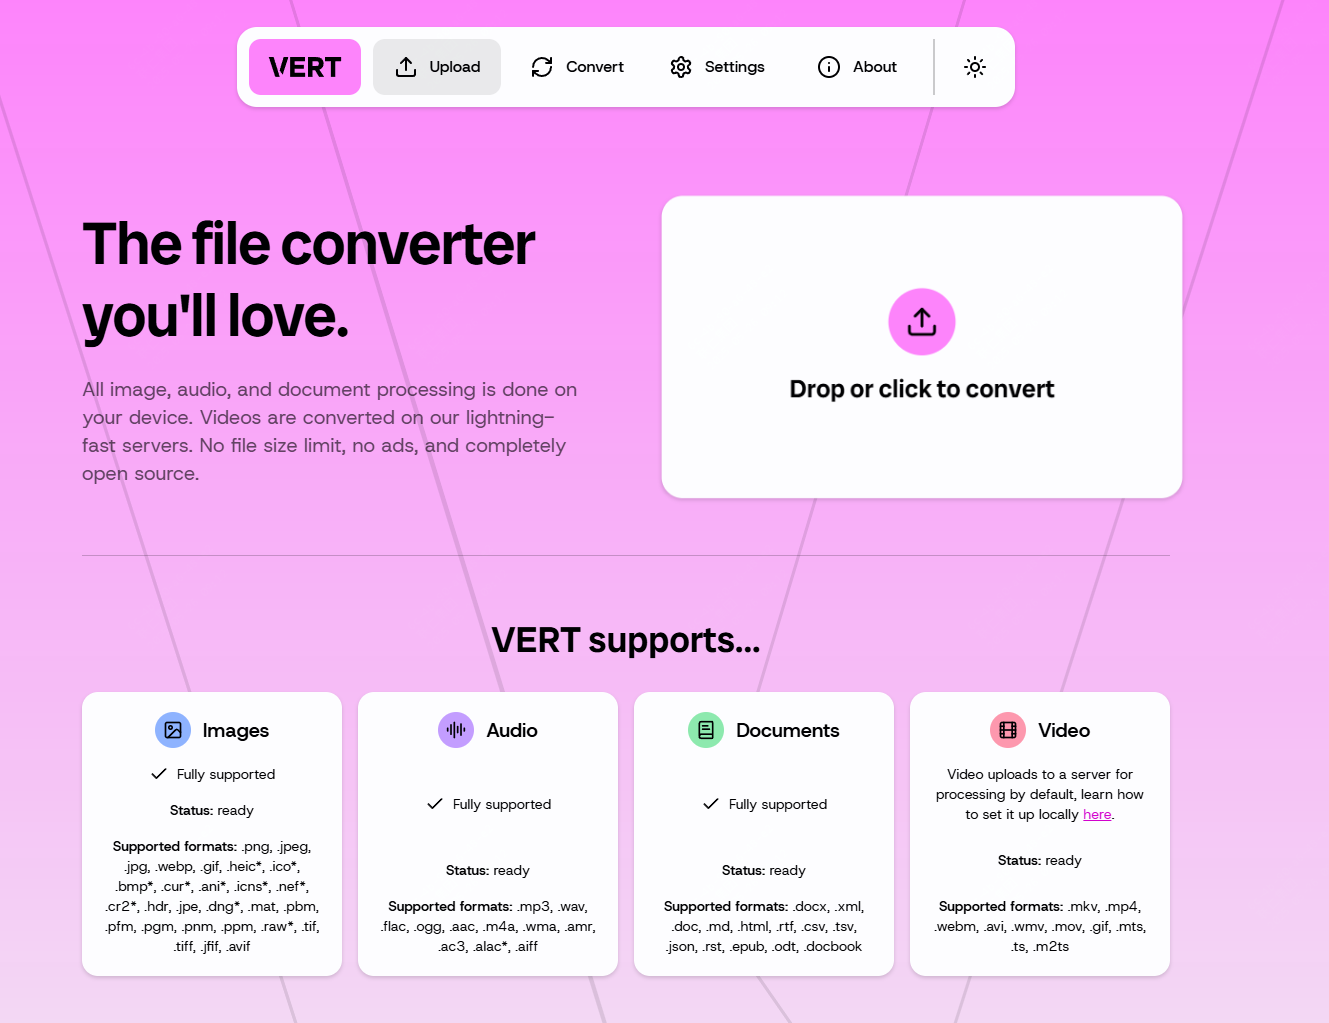 VERT
Upload
Convert
Settings
About
The file converter
you'll love.
All image, audio, and document processing is done on
your device. Videos are converted on our lightning-
fast servers. No file size limit, no ads, and completely
open source.
Drop or click to convert
VERT supports...
Images
Fully supported
Status: ready
Supported formats: .png, .jpeg,
.jpg, .webp, .gif, .heic*, .ico*,
.bmp*, .cur*, .ani*, .icns*, .nef*,
.cr2*, .hdr, .jpe, .dng*, .mat, .pbm,
.pfm, .pgm, .pnm, .ppm, .raw*, .tif,
.tiff, .jfif, .avif
Audio
Fully supported
Status: ready
Supported formats: .mp3, .wav,
.flac, .ogg, .aac, .m4a, .wma, .amr,
.ac3, .alac*, .aiff
Documents
Fully supported
Status: ready
Supported formats: .docx, .xml,
.doc, .md, .html, .rtf, .csv, .tsv,
.json, .rst, .epub, .odt, .docbook
Video
Video uploads to a server for
processing by default, learn how
to set it up locally here.
Status: ready
Supported formats: .mkv, .mp4,
.webm, .avi, .wmv, .mov, .gif, .mts,
.ts, .m2ts